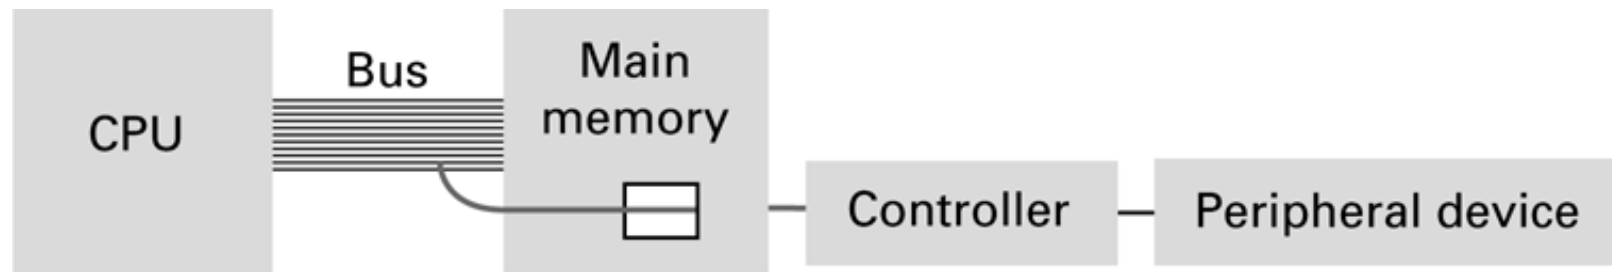 CPU
Bus
Main
memory
Controller
Peripheral device